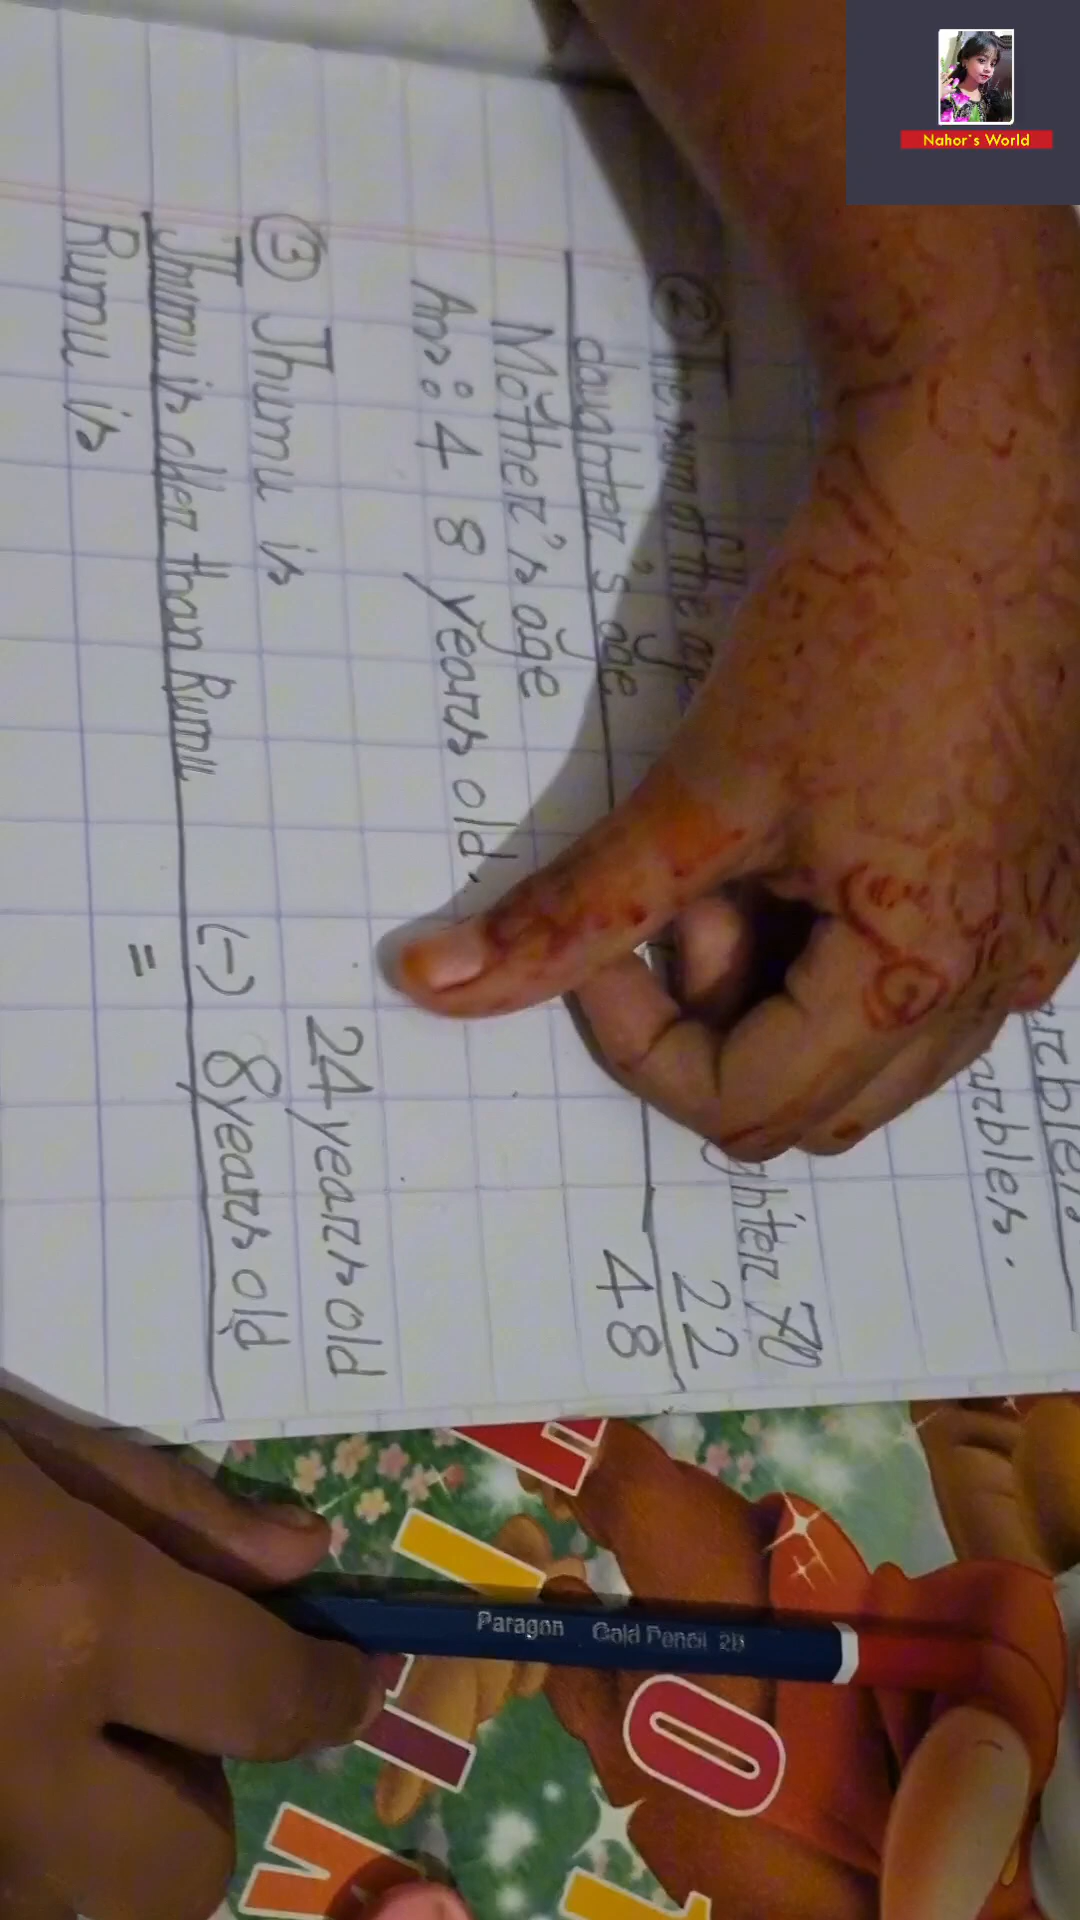 Nahor's World
arbles.
② The sum of the age
ghter 70
daughter's age
22
Mother's age
48
Ans: 48 years old.
③ Jhumu is
24 years old
Jhumu is older than Rumu
(-) 8 years old
Rumu is
=
Paragon Gold Pencil 2B
O